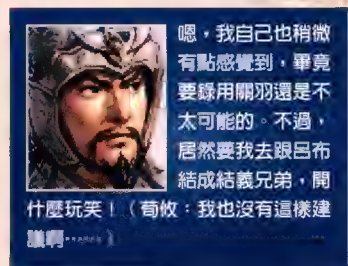 嗯，我自己也稍微
有點感覺到，畢竟
要錄用關羽還是不
太可能的。不過，
居然要我去跟呂布
結成結義兄弟，開
什麼玩笑！（荀攸：我也沒有這樣建
議啊………）